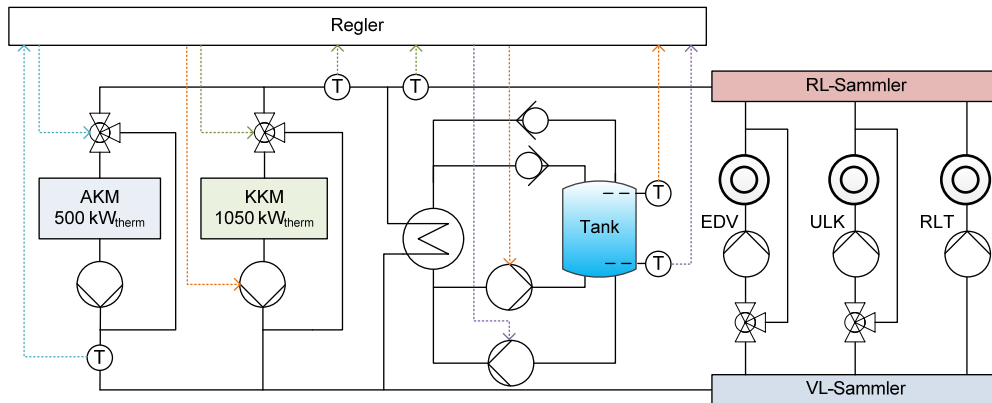 Regler
T
T
RL-Sammler
AKM
500 kWtherm
KKM
1050 kWtherm
Tank
T
T
EDV
ULK
RLT
T
VL-Sammler